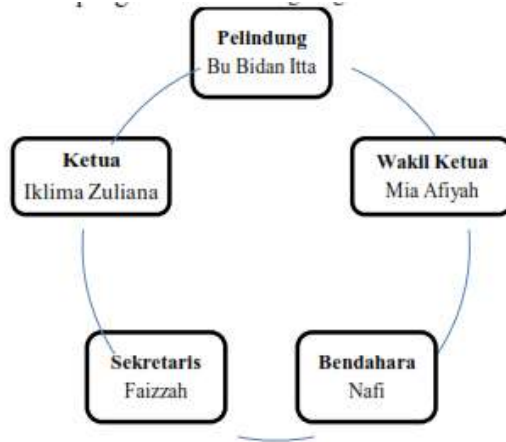 Pelindung
Bu Bidan Itta
Ketua
Iklima Zuliana
Wakil Ketua
Mia Afiyah
Sekretaris
Faizzah
Bendahara
Nafi